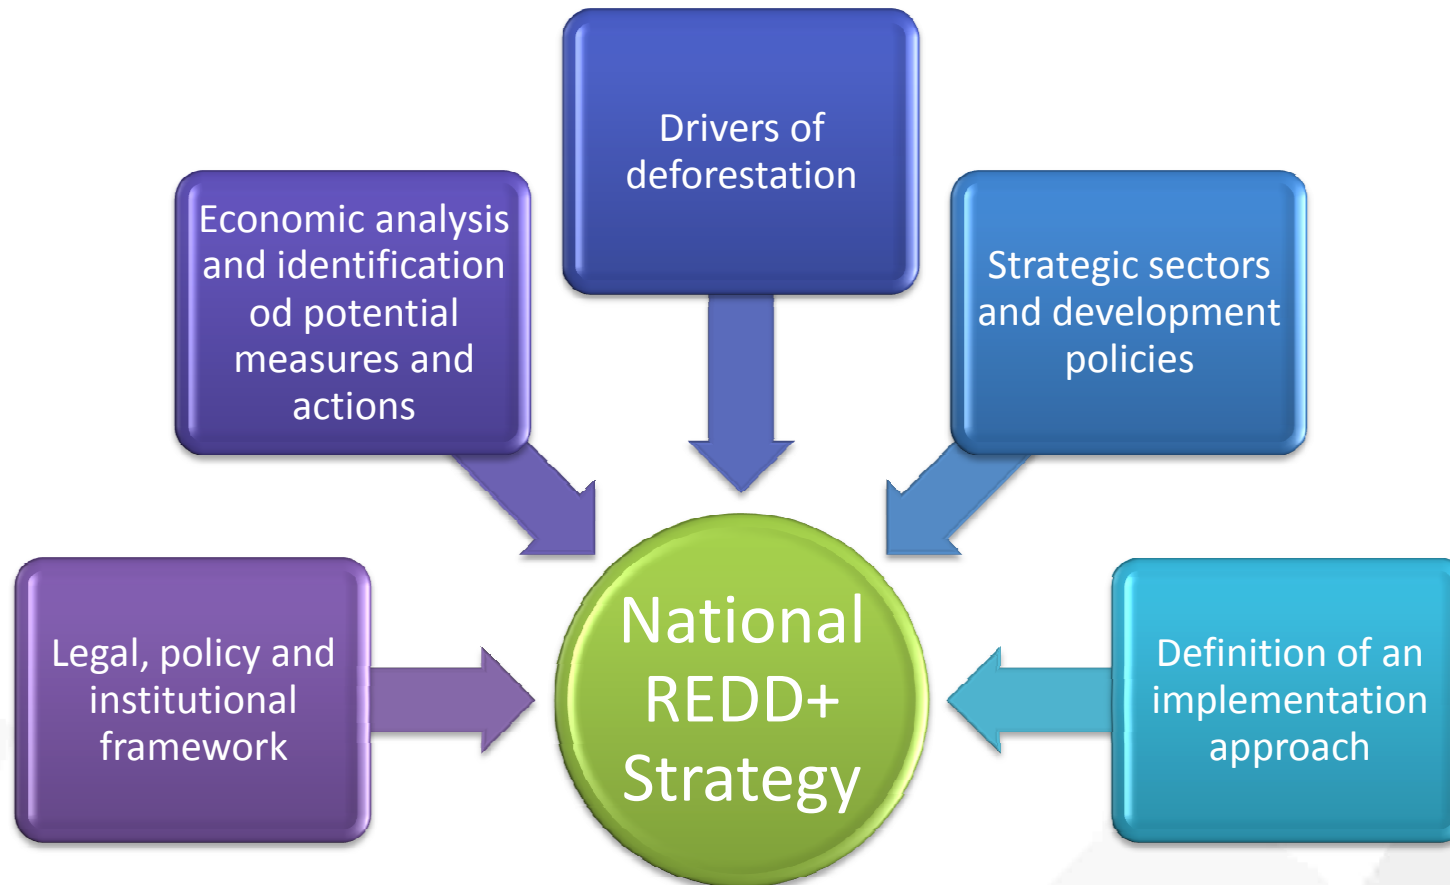 Drivers of
deforestation
Economic analysis
and identification
od potential
measures and
actions
Strategic sectors
and development
policies
Legal, policy and
institutional
framework
National
REDD+
Strategy
Definition of an
implementation
approach